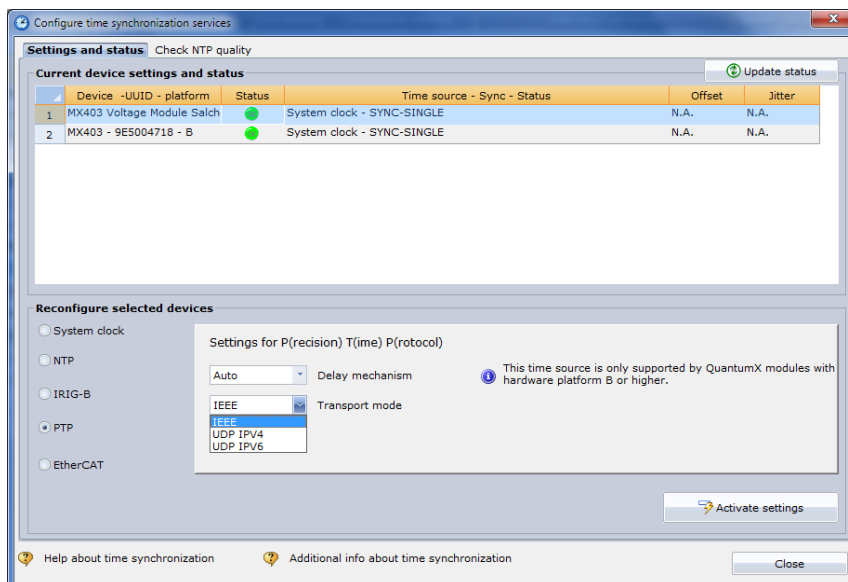 Configure time synchronization services
x
Settings and status Check NTP quality
Current device settings and status
Update status
Device -UUID - platform Status Time source - Sync - Status Offset Jitter
1 MX403 Voltage Module Salch System clock - SYNC-SINGLE N.A. N.A.
2 MX403 - 9E5004718 - B System clock - SYNC-SINGLE N.A. N.A.
Reconfigure selected devices
System clock
NTP
IRIG-B
PTP
EtherCAT
Settings for P(recision) T(ime) P(rotocol)
Auto Delay mechanism
IEEE Transport mode
IEEE
UDP IPV4
UDP IPV6
This time source is only supported by QuantumX modules with
hardware platform B or higher.
Activate settings
Help about time synchronization
Additional info about time synchronization
Close